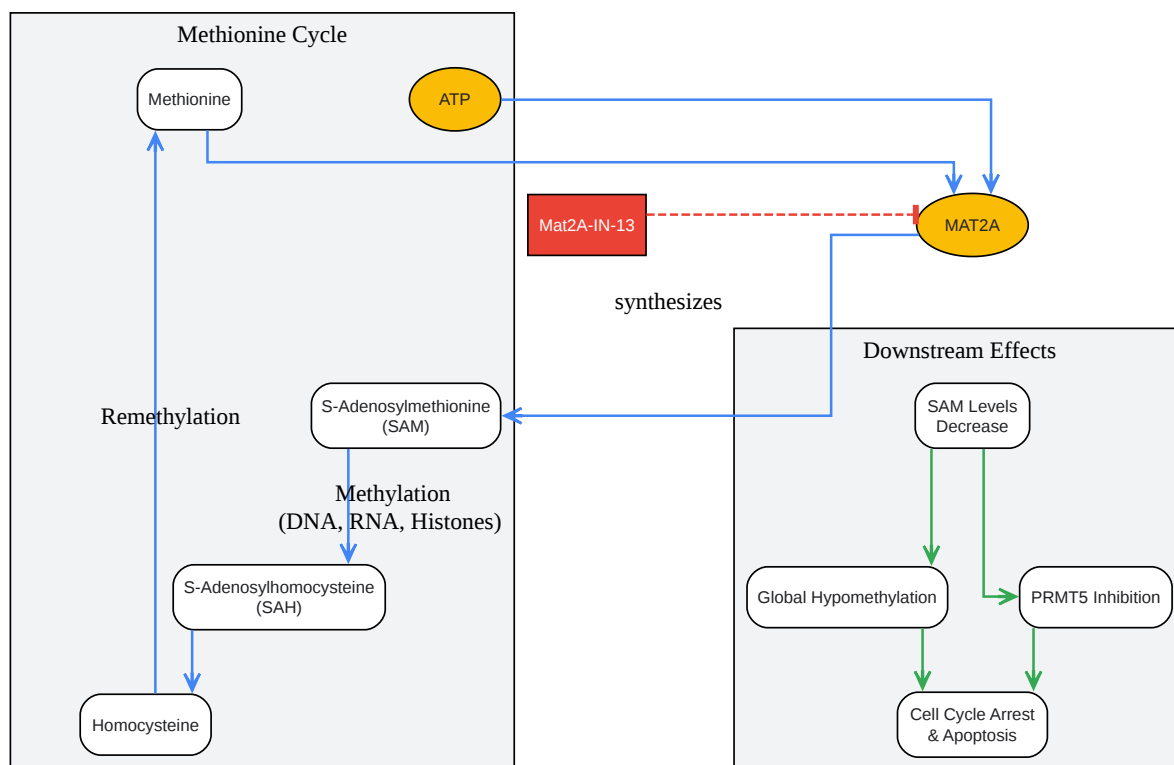 Methionine Cycle
Methionine
ATP
Mat2A-IN-13
MAT2A
synthesizes
Downstream Effects
Remethylation
S-Adenosylmethionine
(SAM)
SAM Levels
Decrease
Methylation
(DNA, RNA, Histones)
S-Adenosylhomocysteine
(SAH)
Global Hypomethylation
PRMT5 Inhibition
Homocysteine
Cell Cycle Arrest
& Apoptosis